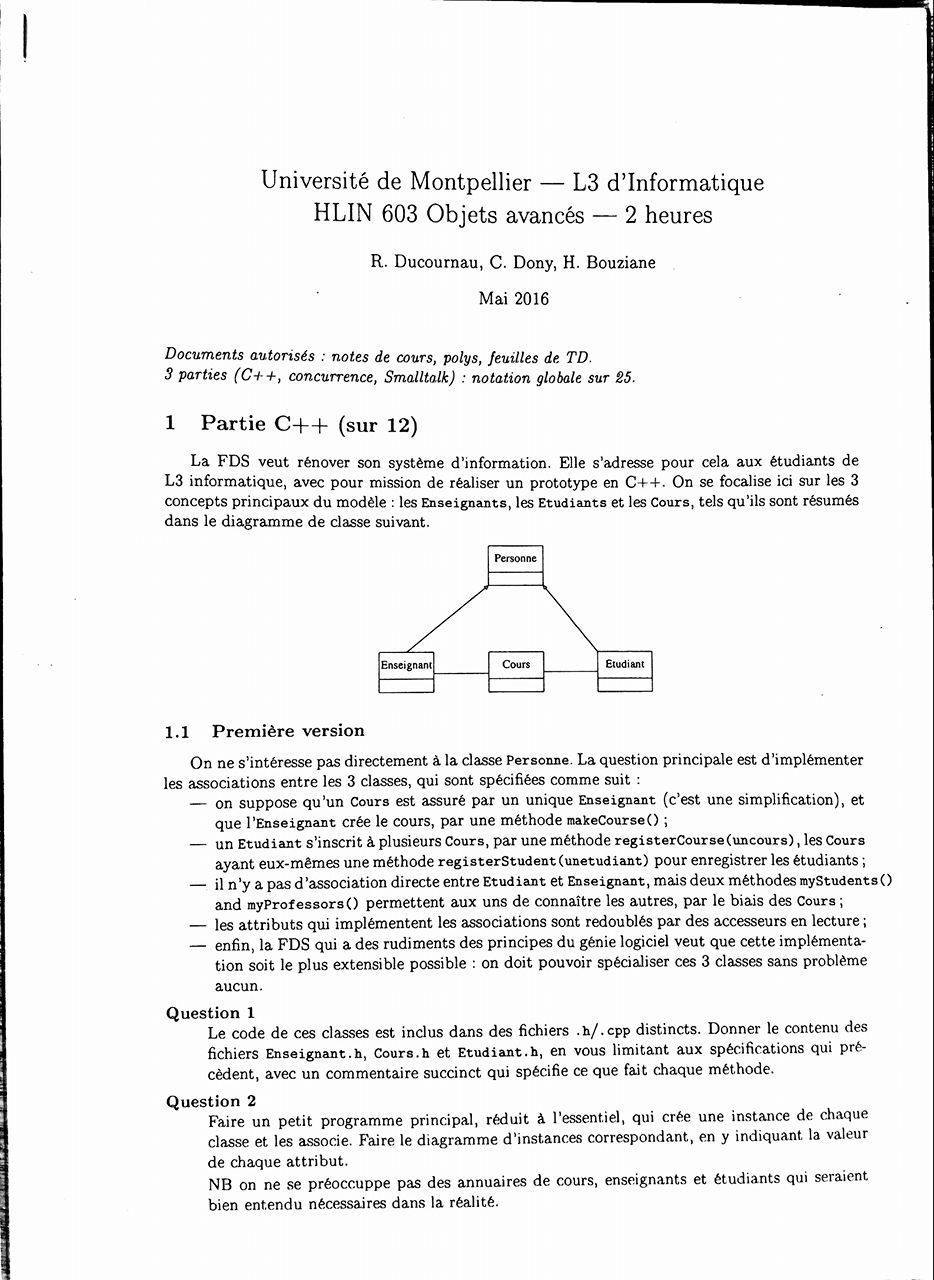 Université de Montpellier — L3 d'Informatique
HLIN 603 Objets avancés — 2 heures
R. Ducournau, C. Dony, H. Bouziane
Mai 2016
Documents autorisés : notes de cours, polys, feuilles de TD.
3 parties (C++, concurrence, Smalltalk) : notation globale sur 25.
1 Partie C++ (sur 12)
La FDS veut rénover son système d'information. Elle s'adresse pour cela aux étudiants de
L3 informatique, avec pour mission de réaliser un prototype en C++. On se focalise ici sur les 3
concepts principaux du modèle : les Enseignants, les Etudiants et les Cours, tels qu'ils sont résumés
dans le diagramme de classe suivant.
Personne
Enseignant
Cours
Etudiant
1.1 Première version
On ne s'intéresse pas directement à la classe Personne. La question principale est d'implémenter
les associations entre les 3 classes, qui sont spécifiées comme suit :
— on suppose qu'un Cours est assuré par un unique Enseignant (c'est une simplification), et
que l'Enseignant crée le cours, par une méthode makeCourse() ;
— un Etudiant s'inscrit à plusieurs Cours, par une méthode registerCourse(uncours), les Cours
ayant eux-mêmes une méthode registerStudent(unetudiant) pour enregistrer les étudiants ;
— il n'y a pas d'association directe entre Etudiant et Enseignant, mais deux méthodes myStudents()
and myProfessors() permettent aux uns de connaître les autres, par le biais des Cours ;
— les attributs qui implémentent les associations sont redoublés par des accesseurs en lecture ;
— enfin, la FDS qui a des rudiments des principes du génie logiciel veut que cette implémenta-
tion soit le plus extensible possible : on doit pouvoir spécialiser ces 3 classes sans problème
aucun.
Question 1
Le code de ces classes est inclus dans des fichiers .h/.cpp distincts. Donner le contenu des
fichiers Enseignant.h, Cours.h et Etudiant.h, en vous limitant aux spécifications qui pré-
cèdent, avec un commentaire succinct qui spécifie ce que fait chaque méthode.
Question 2
Faire un petit programme principal, réduit à l'essentiel, qui crée une instance de chaque
classe et les associe. Faire le diagramme d'instances correspondant, en y indiquant la valeur
de chaque attribut.
NB on ne se préoccuppe pas des annuaires de cours, enseignants et étudiants qui seraient
bien entendu nécessaires dans la réalité.